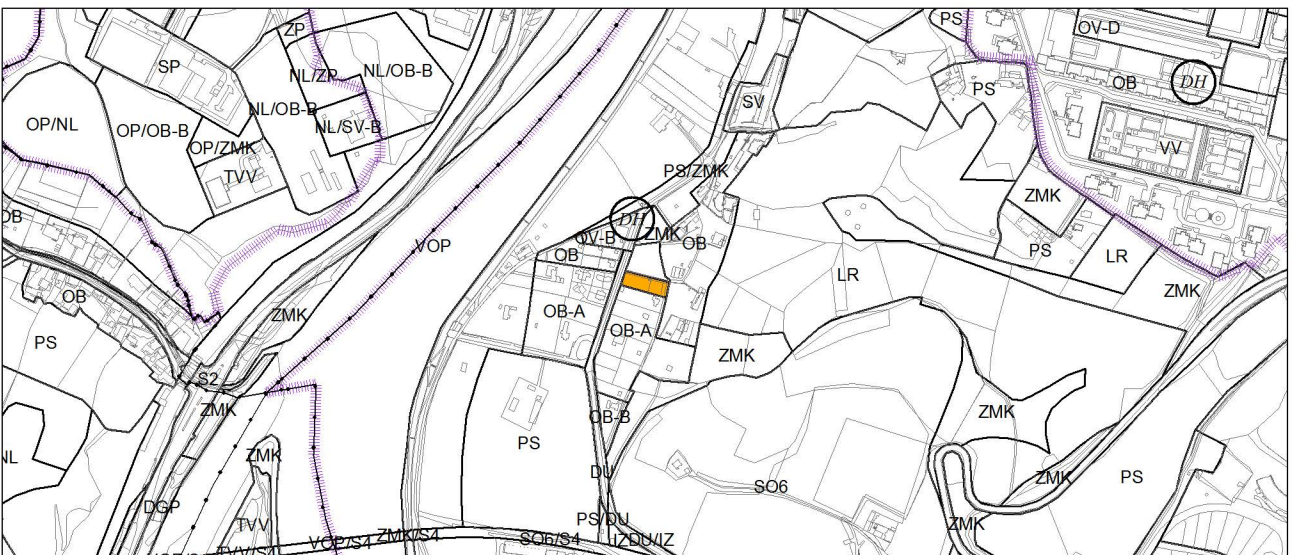 ZP
PS
OV-D
SP
NL/ZP
NL/OB-B
OB
DH
PS
SV
NL/OB-B
OP/NL
OP/OB-B
NL/SV-B
OP/ZMK
VV
TVV
PS/ZMK
ZMK
OB
DH
ZMK
OV-B
OB
VOP
OB
PS
LR
LR
ZMK
OB
OB-A
ZMK
OB-A
PS
ZMK
S2
ZMK
ZMK
OB-B
PS
ZMK
NL
DU
ZMK
PS
SO6
DGP
TVV
PS/DU
ZMK
VOP/S4
ZMK/S4
SO6/S4
IZDU/IZ
TVV/S4